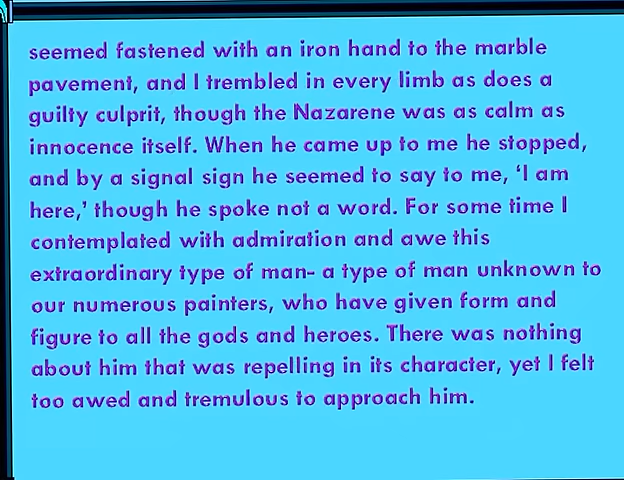 seemed fastened with an iron hand to the marble
pavement, and I trembled in every limb as does a
guilty culprit, though the Nazarene was as calm as
innocence itself. When he came up to me he stopped,
and by a signal sign he seemed to say to me, ‘I am
here,’ though he spoke not a word. For some time I
contemplated with admiration and awe this
extraordinary type of man- a type of man unknown to
our numerous painters, who have given form and
figure to all the gods and heroes. There was nothing
about him that was repelling in its character, yet I felt
too awed and tremulous to approach him.